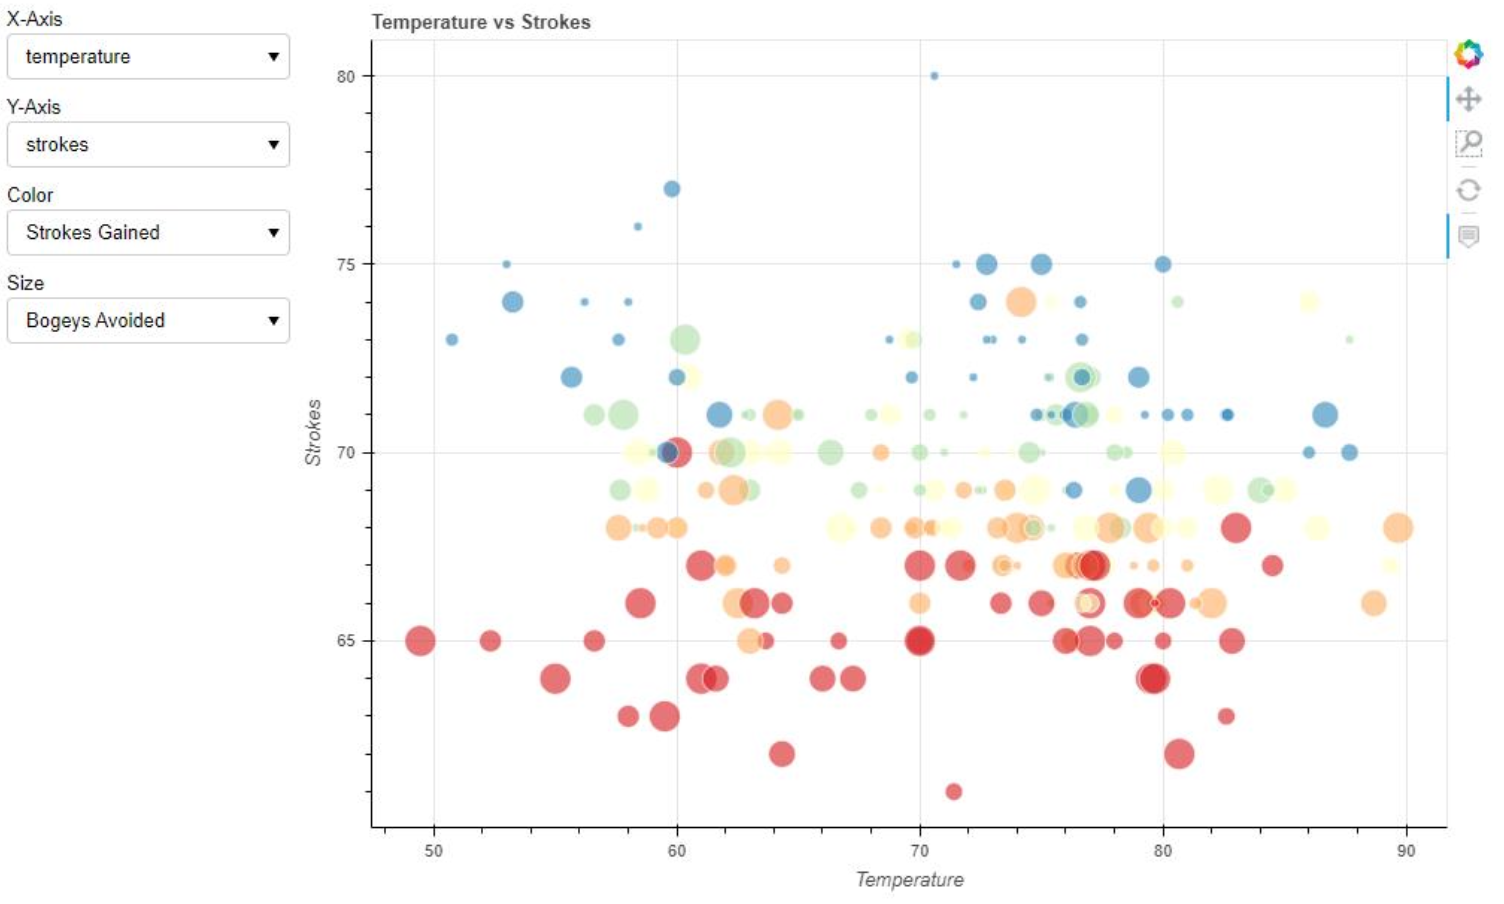 X-Axis
temperature
Y-Axis
strokes
Color
Strokes Gained
Size
Bogeys Avoided
Temperature vs Strokes
80
75
70
65
Strokes
50 60 70 80 90
Temperature